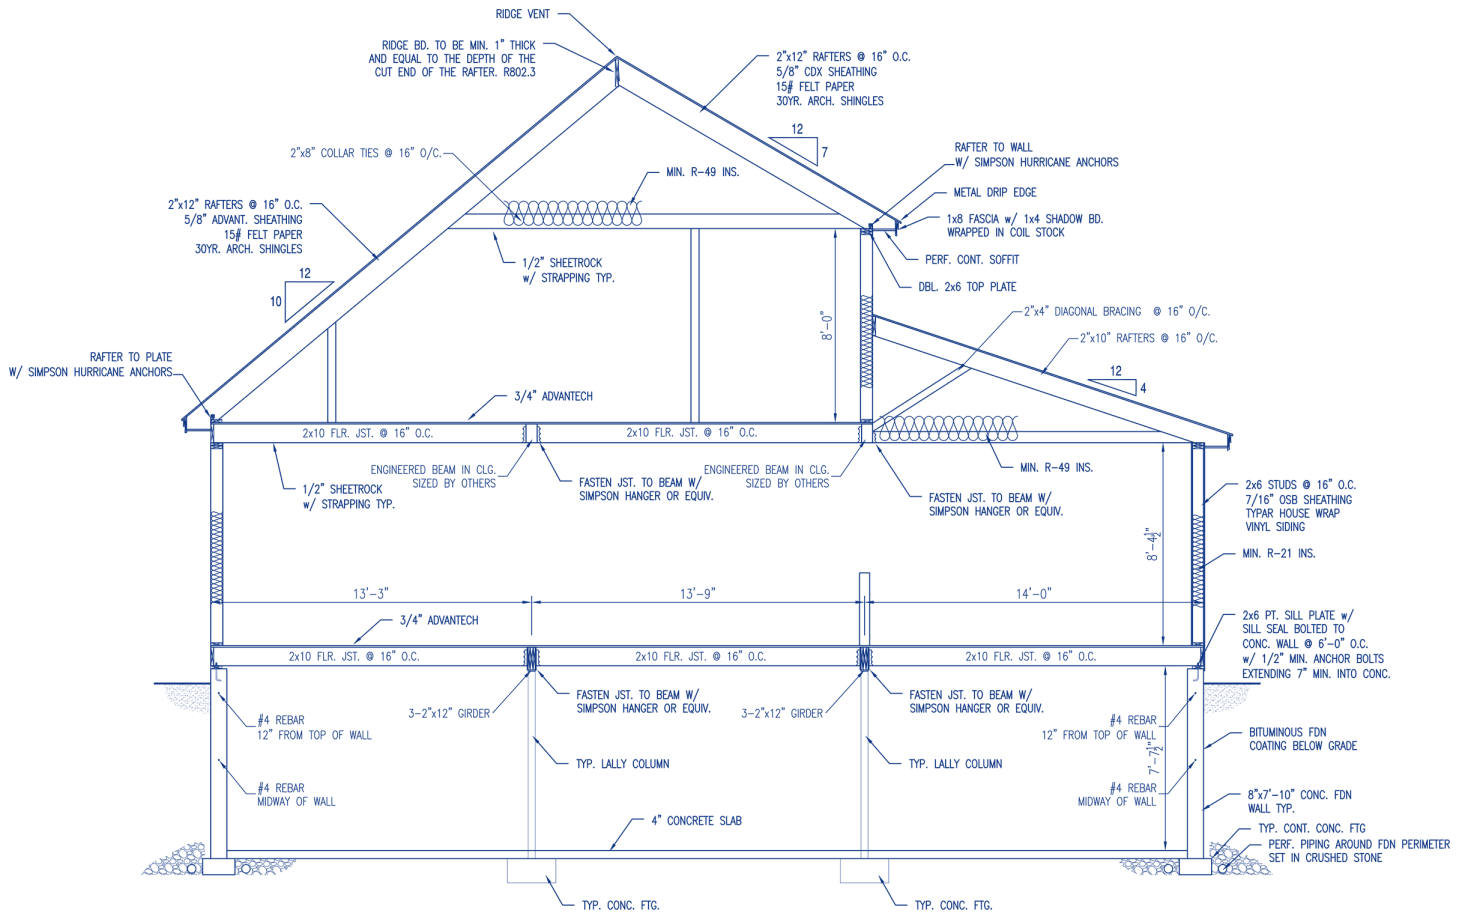 RIDGE VENT
RIDGE BD. TO BE MIN. 1" THICK
AND EQUAL TO THE DEPTH OF THE
CUT END OF THE RAFTER. R802.3
2"x12" RAFTERS @ 16" O.C.
5/8" CDX SHEATHING
15# FELT PAPER
30YR. ARCH. SHINGLES
12
7
2"x8" COLLAR TIES @ 16" O/C.
MIN. R-49 INS.
RAFTER TO WALL
W/ SIMPSON HURRICANE ANCHORS
METAL DRIP EDGE
1x8 FASCIA w/ 1x4 SHADOW BD.
WRAPPED IN COIL STOCK
PERF. CONT. SOFFIT
DBL. 2x6 TOP PLATE
2"x12" RAFTERS @ 16" O.C.
5/8" ADVANT. SHEATHING
15# FELT PAPER
30YR. ARCH. SHINGLES
12
10
1/2" SHEETROCK
w/ STRAPPING TYP.
8'-0"
2"x4" DIAGONAL BRACING @ 16" O/C.
2"x10" RAFTERS @ 16" O/C.
12
4
RAFTER TO PLATE
W/ SIMPSON HURRICANE ANCHORS
3/4" ADVANTECH
2x10 FLR. JST. @ 16" O.C.
2x10 FLR. JST. @ 16" O.C.
ENGINEERED BEAM IN CLG.
SIZED BY OTHERS
FASTEN JST. TO BEAM W/
SIMPSON HANGER OR EQUIV.
ENGINEERED BEAM IN CLG.
SIZED BY OTHERS
FASTEN JST. TO BEAM W/
SIMPSON HANGER OR EQUIV.
MIN. R-49 INS.
1/2" SHEETROCK
w/ STRAPPING TYP.
2x6 STUDS @ 16" O.C.
7/16" OSB SHEATHING
TYPAR HOUSE WRAP
VINYL SIDING
MIN. R-21 INS.
8'-4½"
13'-3"
13'-9"
14'-0"
3/4" ADVANTECH
2x10 FLR. JST. @ 16" O.C.
2x10 FLR. JST. @ 16" O.C.
2x10 FLR. JST. @ 16" O.C.
2x6 PT. SILL PLATE w/
SILL SEAL BOLTED TO
CONC. WALL @ 6'-0" O.C.
w/ 1/2" MIN. ANCHOR BOLTS
EXTENDING 7" MIN. INTO CONC.
3-2"x12" GIRDER
FASTEN JST. TO BEAM W/
SIMPSON HANGER OR EQUIV.
3-2"x12" GIRDER
FASTEN JST. TO BEAM W/
SIMPSON HANGER OR EQUIV.
#4 REBAR
12" FROM TOP OF WALL
#4 REBAR
12" FROM TOP OF WALL
7'-7½"
BITUMINOUS FDN
COATING BELOW GRADE
TYP. LALLY COLUMN
TYP. LALLY COLUMN
#4 REBAR
MIDWAY OF WALL
#4 REBAR
MIDWAY OF WALL
8"x7'-10" CONC. FDN
WALL TYP.
4" CONCRETE SLAB
TYP. CONT. CONC. FTG
PERF. PIPING AROUND FDN PERIMETER
SET IN CRUSHED STONE
TYP. CONC. FTG.
TYP. CONC. FTG.